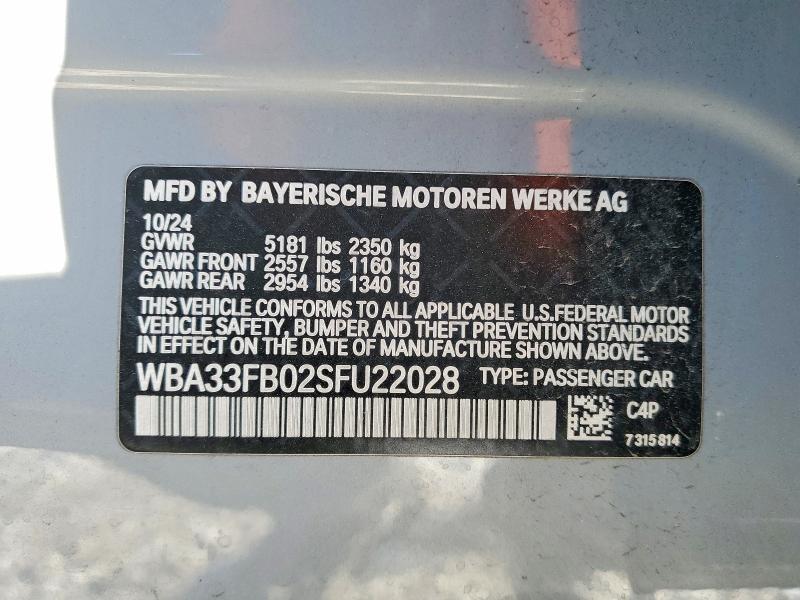 MFD BY BAYERISCHE MOTOREN WERKE AG
10/24
GVWR 5181 lbs 2350 kg
GAWR FRONT 2557 lbs 1160 kg
GAWR REAR 2954 lbs 1340 kg
THIS VEHICLE CONFORMS TO ALL APPLICABLE U.S.FEDERAL MOTOR
VEHICLE SAFETY, BUMPER AND THEFT PREVENTION STANDARDS
IN EFFECT ON THE DATE OF MANUFACTURE SHOWN ABOVE.
WBA33FB02SFU22028 TYPE: PASSENGER CAR
C4P
7315814